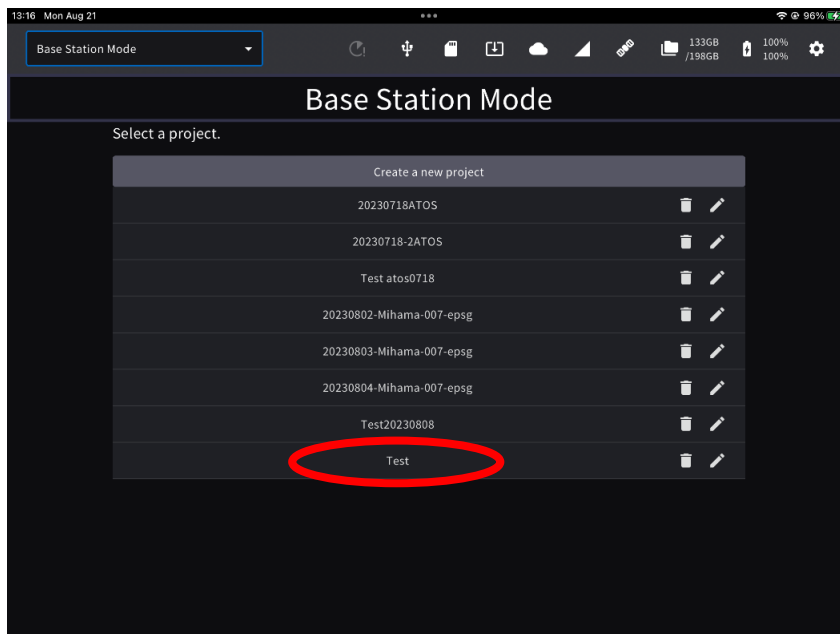 13:16 Mon Aug 21
96%
Base Station Mode
133GB
/198GB
100%
100%
Base Station Mode
Select a project.
Create a new project
20230718ATOS
20230718-2ATOS
Test atos0718
20230802-Mihama-007-epsg
20230803-Mihama-007-epsg
20230804-Mihama-007-epsg
Test20230808
Test